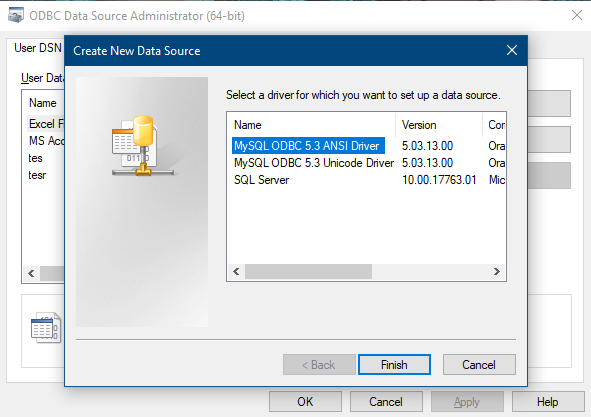 ODBC Data Source Administrator (64-bit)
User DSN
User Data
Name
Excel F
MS Acc
tes
tesr
Create New Data Source
Select a driver for which you want to set up a data source.
Name Version Cor
MySQL ODBC 5.3 ANSI Driver 5.03.13.00 Ora
MySQL ODBC 5.3 Unicode Driver 5.03.13.00 Ora
SQL Server 10.00.17763.01 Mic
< Back Finish Cancel
OK Cancel Apply Help